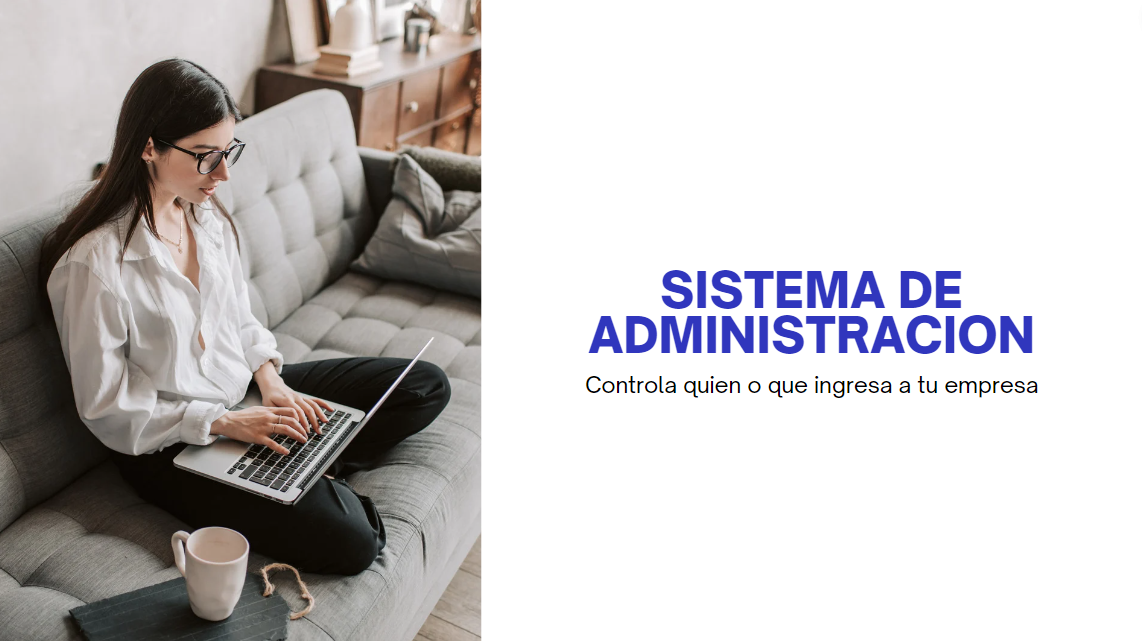 SISTEMA DE
ADMINISTRACION
Controla quien o que ingresa a tu empresa